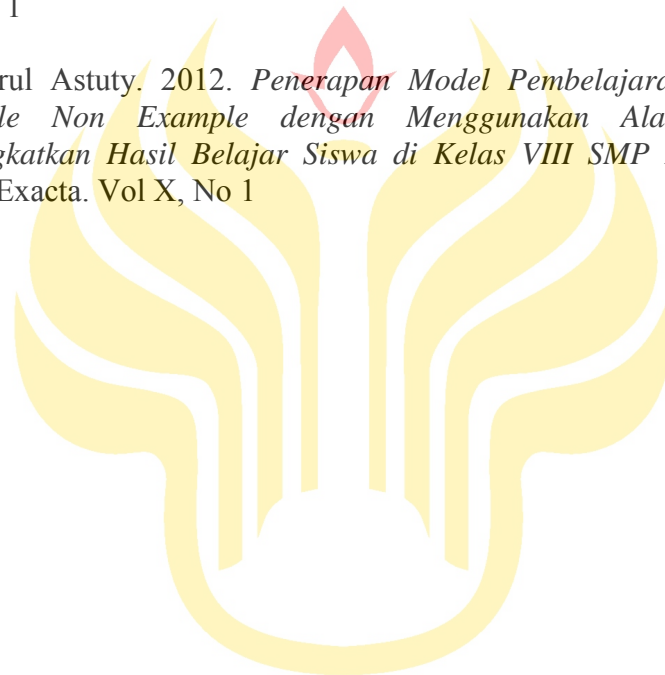 1
rul Astuty. 2012. Penerapan Model Pembelajara
le Non Example dengan Menggunakan Ala
gkatkan Hasil Belajar Siswa di Kelas VIII SMP
Exacta. Vol X, No 1